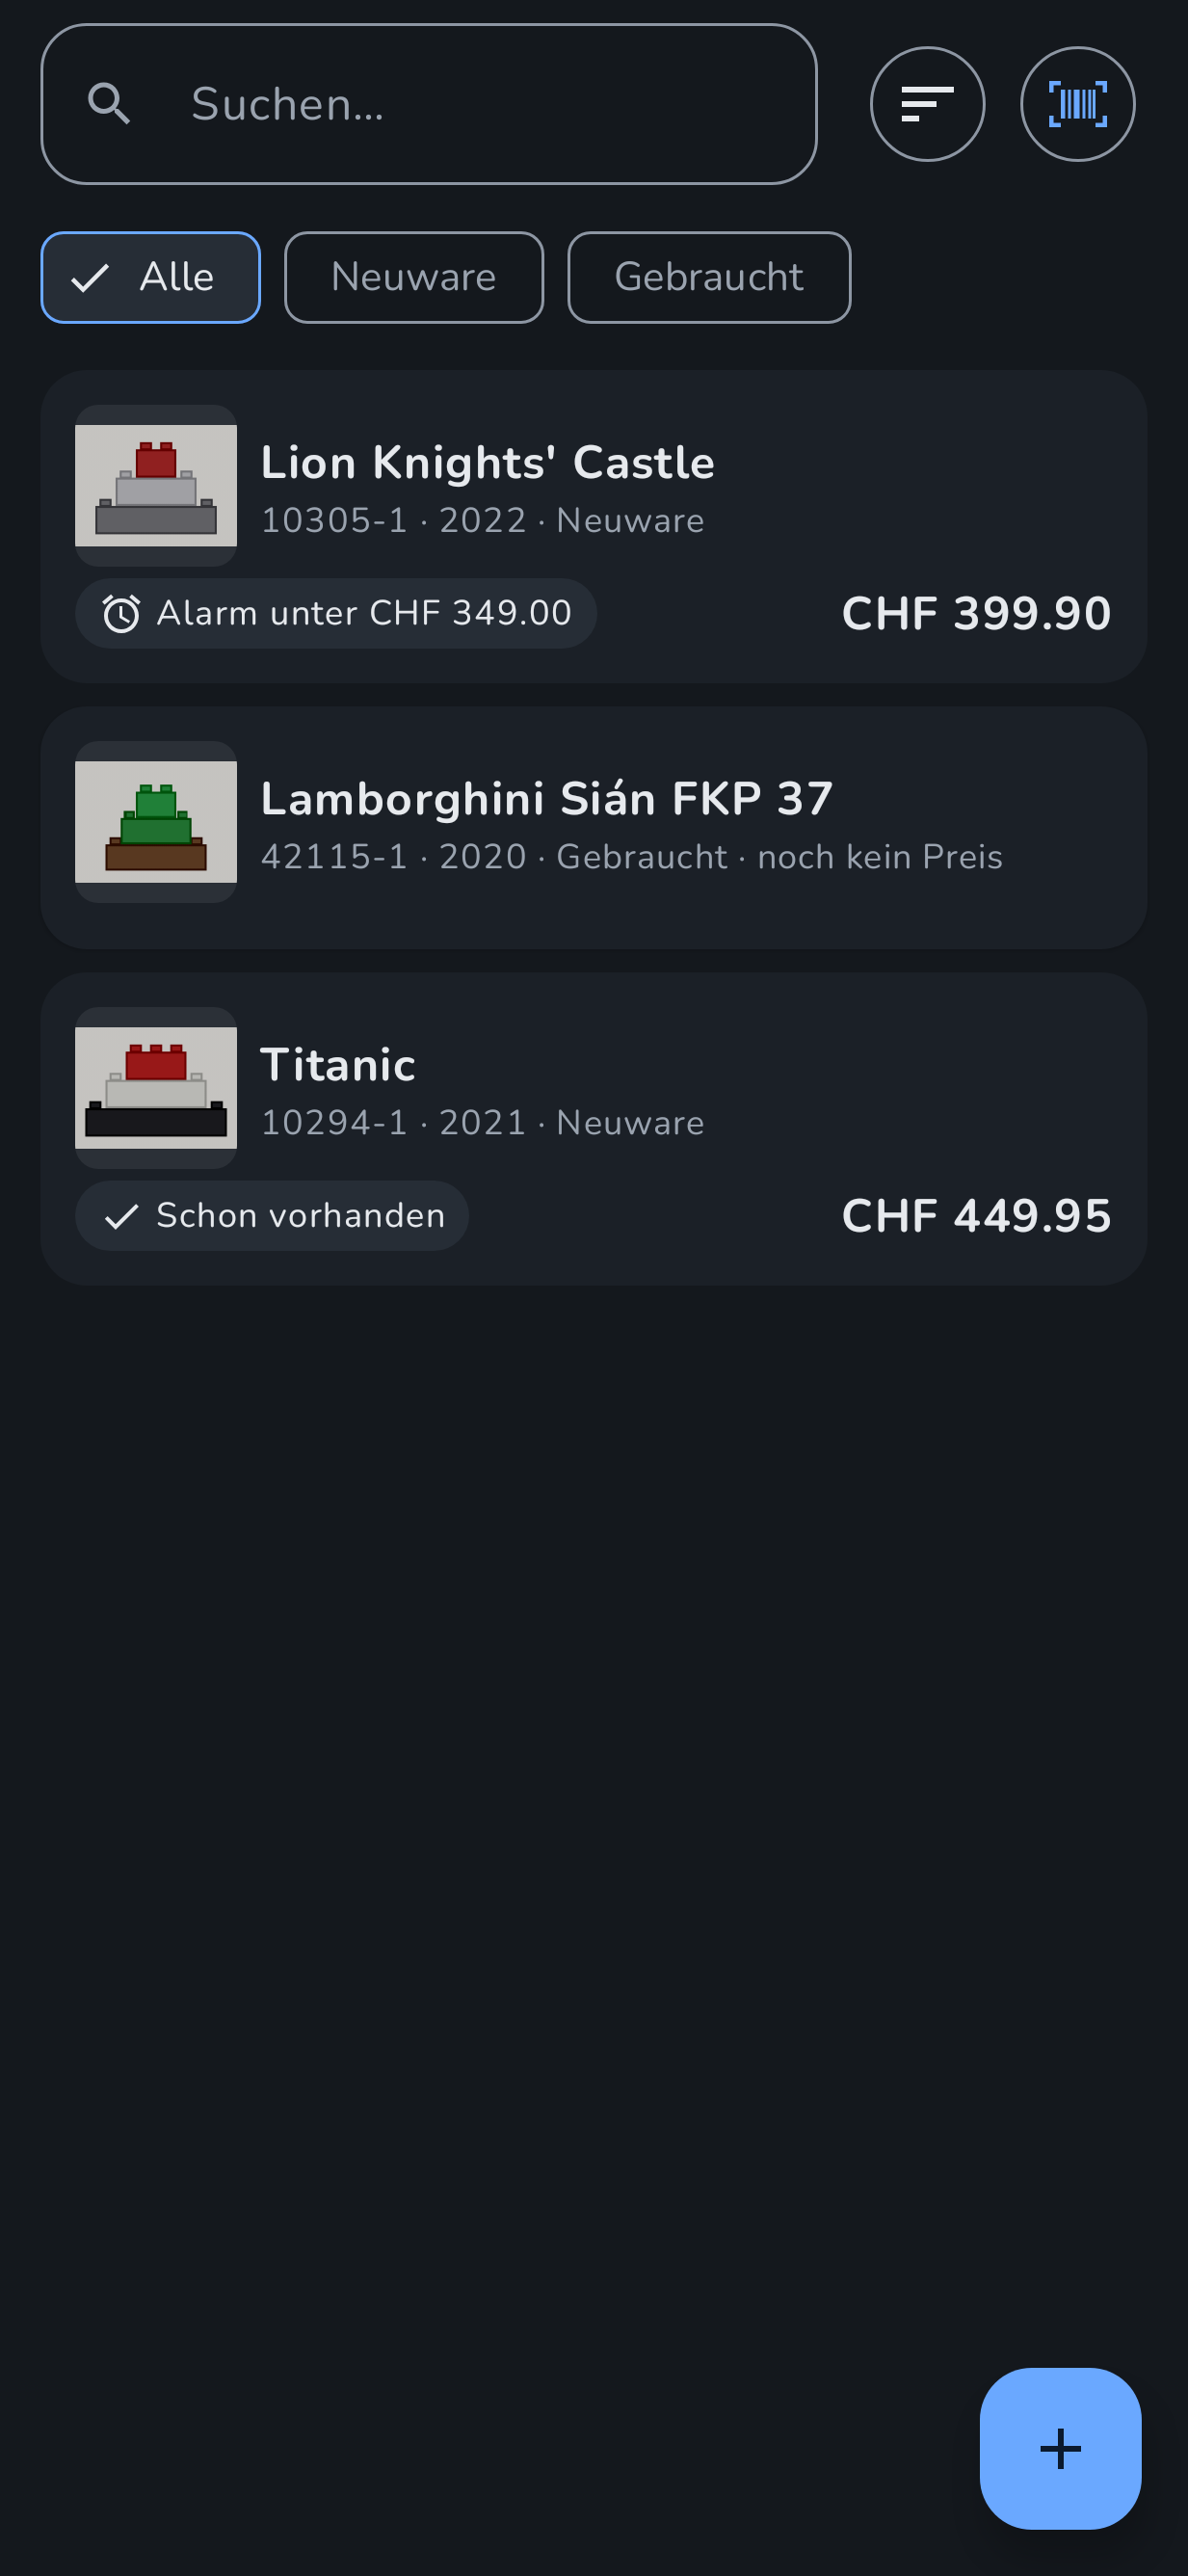 Suchen...
Alle
Neuware
Gebraucht
Lion Knights' Castle
10305-1 · 2022 · Neuware
Alarm unter CHF 349.00
CHF 399.90
Lamborghini Sián FKP 37
42115-1 · 2020 · Gebraucht · noch kein Preis
Titanic
10294-1 · 2021 · Neuware
Schon vorhanden
CHF 449.95